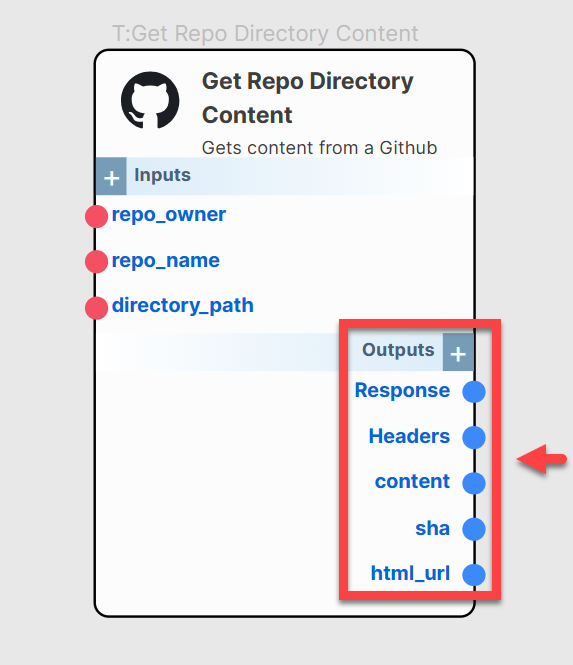 T:Get Repo Directory Content
Get Repo Directory
Content
Gets content from a Github
+ Inputs
repo_owner
repo_name
directory_path
Outputs +
Response
Headers
content
sha
html_url